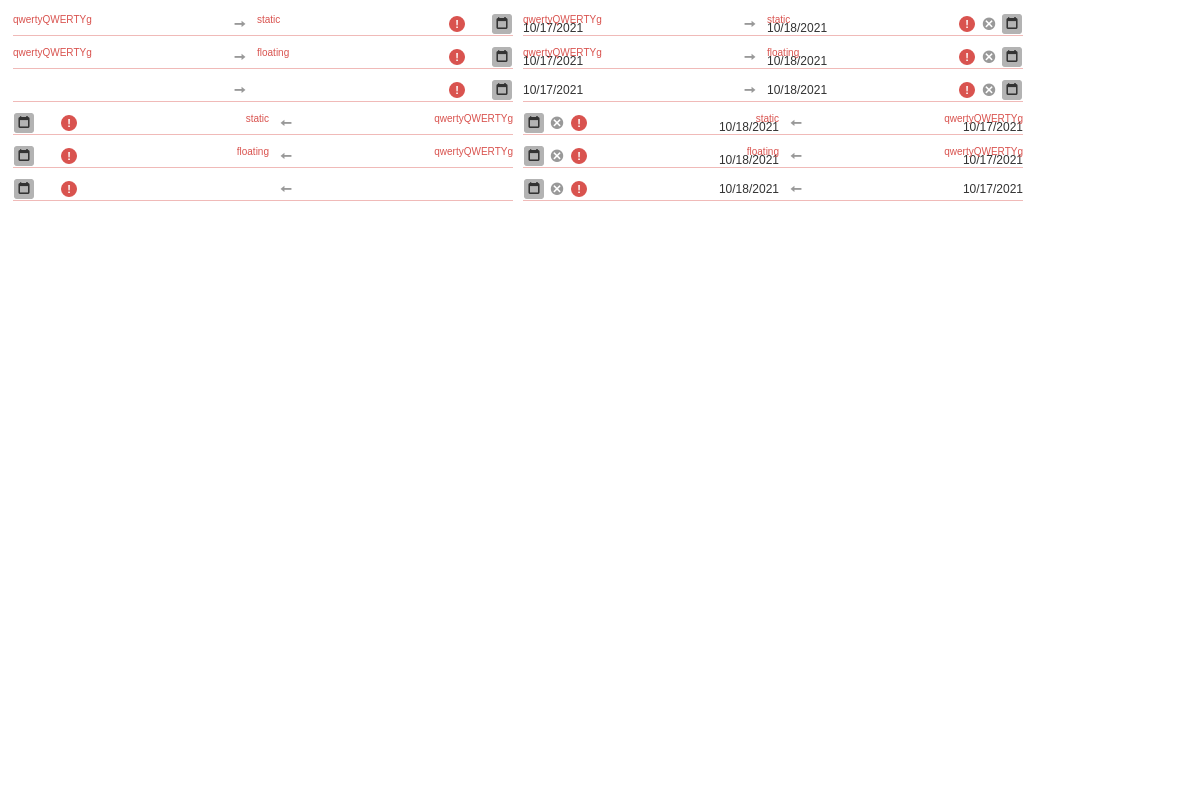 qwertyQWERTYg static qwertyQWERTYg static
10/17/2021 10/18/2021
qwertyQWERTYg floating qwertyQWERTYg floating
10/17/2021 10/18/2021
10/17/2021 10/18/2021
static qwertyQWERTYg static qwertyQWERTYg
10/18/2021 10/17/2021
floating qwertyQWERTYg floating qwertyQWERTYg
10/18/2021 10/17/2021
10/18/2021 10/17/2021